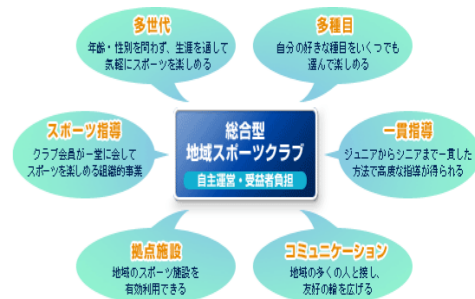 多世代
年齢・性別を問わず、生涯を通して
気軽にスポーツを楽しめる
多種目
自分の好きな種目をいくつでも
選んで楽しめる
スポーツ指導
クラブ会員が一堂に会して
スポーツを楽しめる組織的事業
総合型
地域スポーツクラブ
自主運営・受益者負担
一貫指導
ジュニアからシニアまで一貫した
方法で高度な指導が得られる
拠点施設
地域のスポーツ施設を
有効利用できる
コミュニケーション
地域の多くの人と接し、
友好の輪を広げる